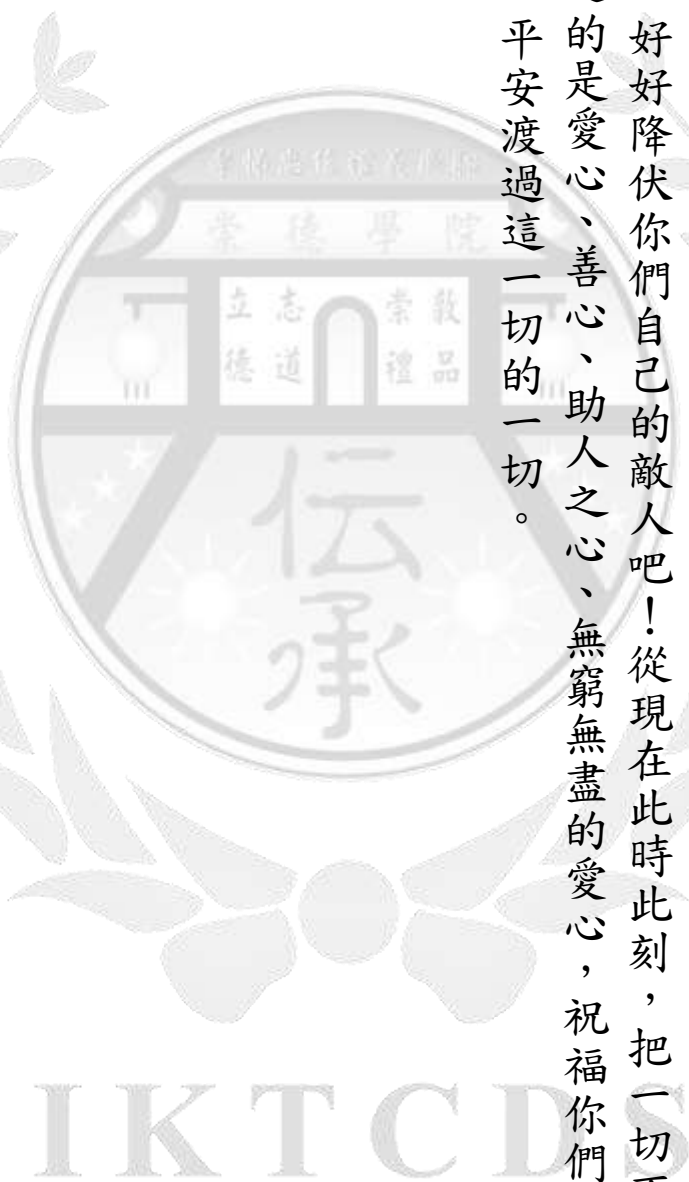 好好降伏你們自己的敵人吧！從現在此時此刻，把一切
的是愛心、善心、助人之心、無窮無盡的愛心，祝福你們
平安渡過這一切的一切。
崇德學院
立志崇敎
德道禮品
伝承
IKTCDS